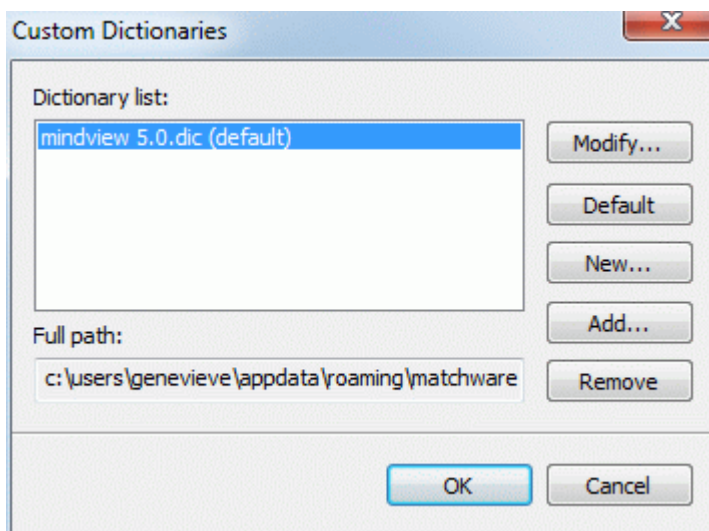 Custom Dictionaries
Dictionary list:
mindview 5.0.dic (default)
Modify...
Default
New...
Add...
Full path:
c:\users\genevieve\appdata\roaming\matchware
Remove
OK
Cancel